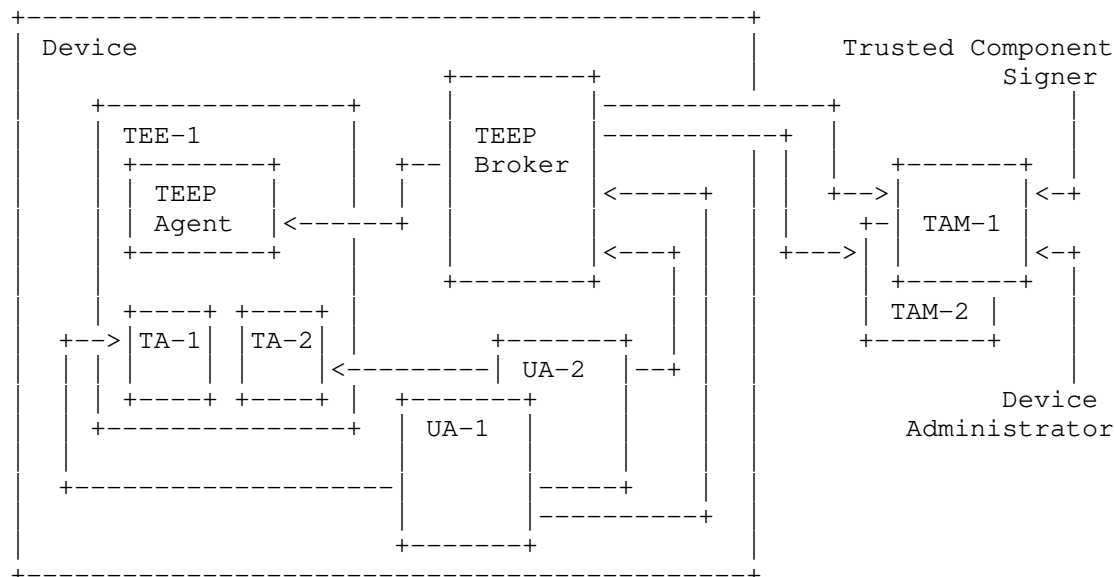 Device
Trusted Component
Signer
TEE-1
TEEP
Broker
TEEP
Agent
TAM-1
TAM-2
TA-1 TA-2
UA-2
UA-1
Device
Administrator